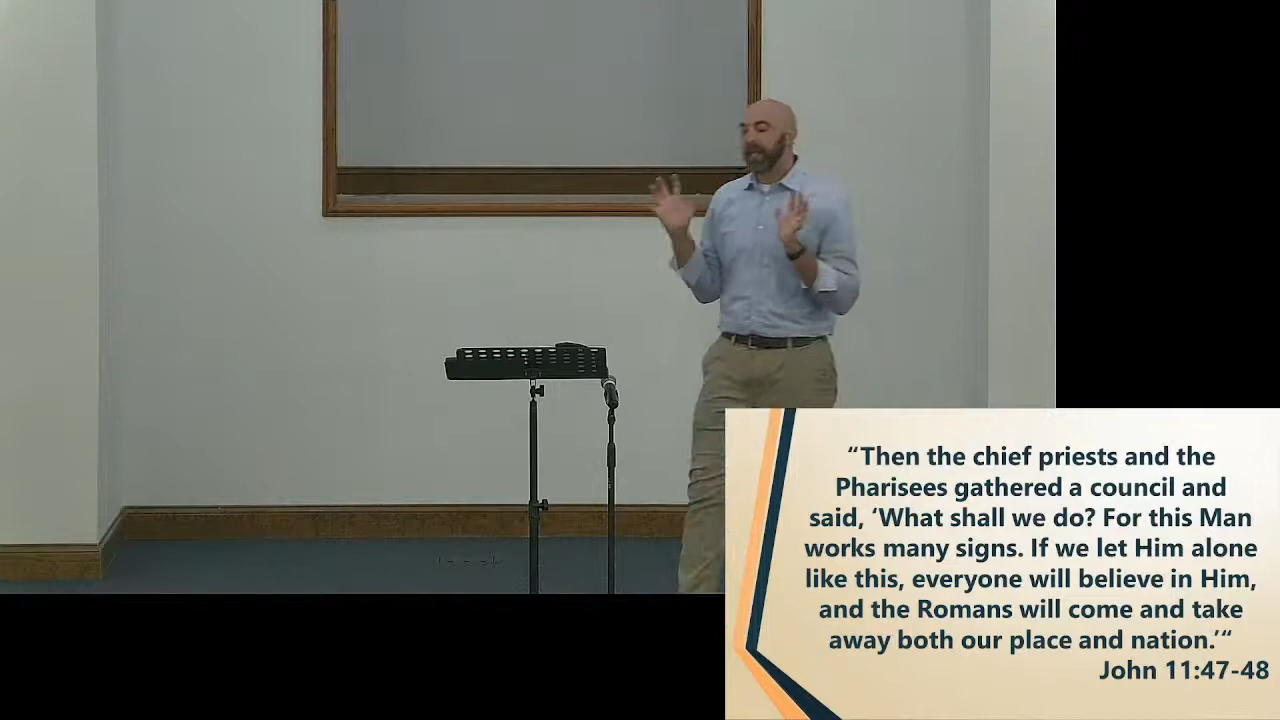 “Then the chief priests and the
Pharisees gathered a council and
said, ‘What shall we do? For this Man
works many signs. If we let Him alone
like this, everyone will believe in Him,
and the Romans will come and take
away both our place and nation.’“
John 11:47-48